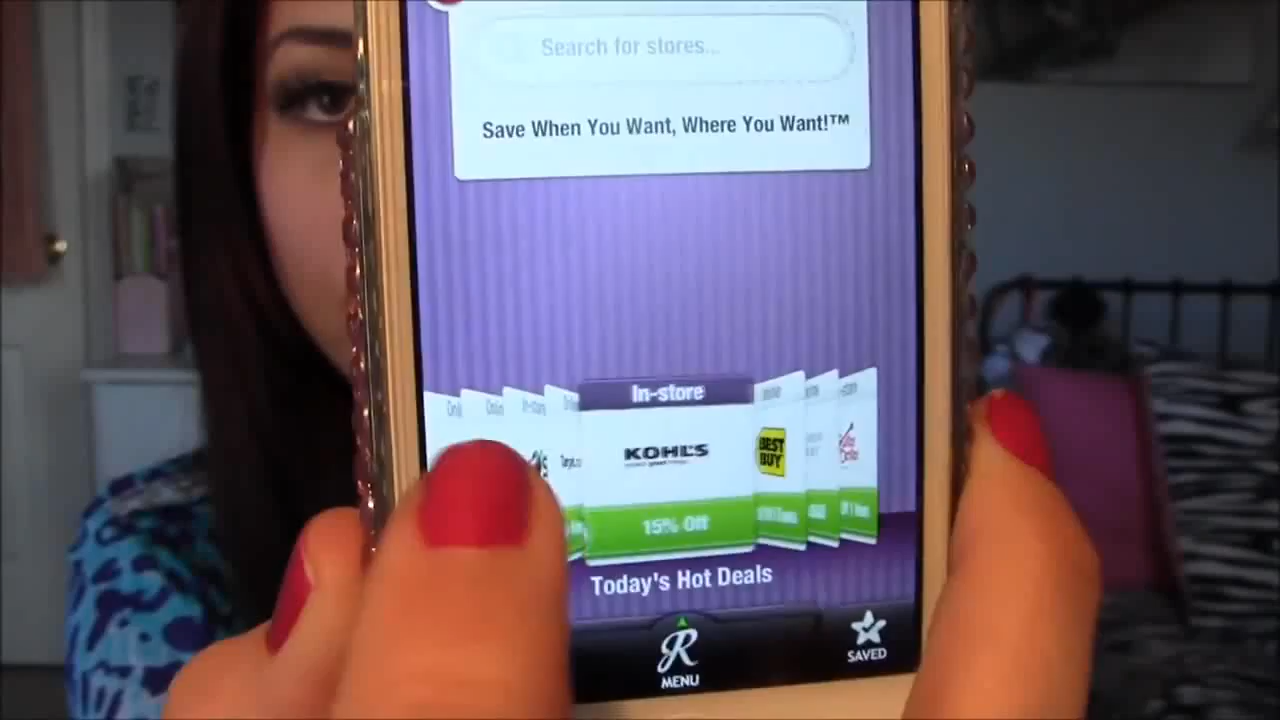 Search for stores...
Save When You Want, Where You Want!™
In-store
KOHL'S
BEST
BUY
15% Off
Today's Hot Deals
R
MENU
SAVED